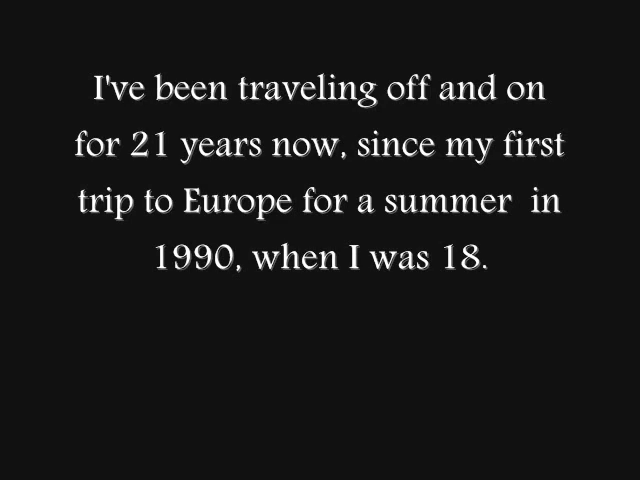 I've been traveling off and on
for 21 years now, since my first
trip to Europe for a summer  in
1990, when I was 18.